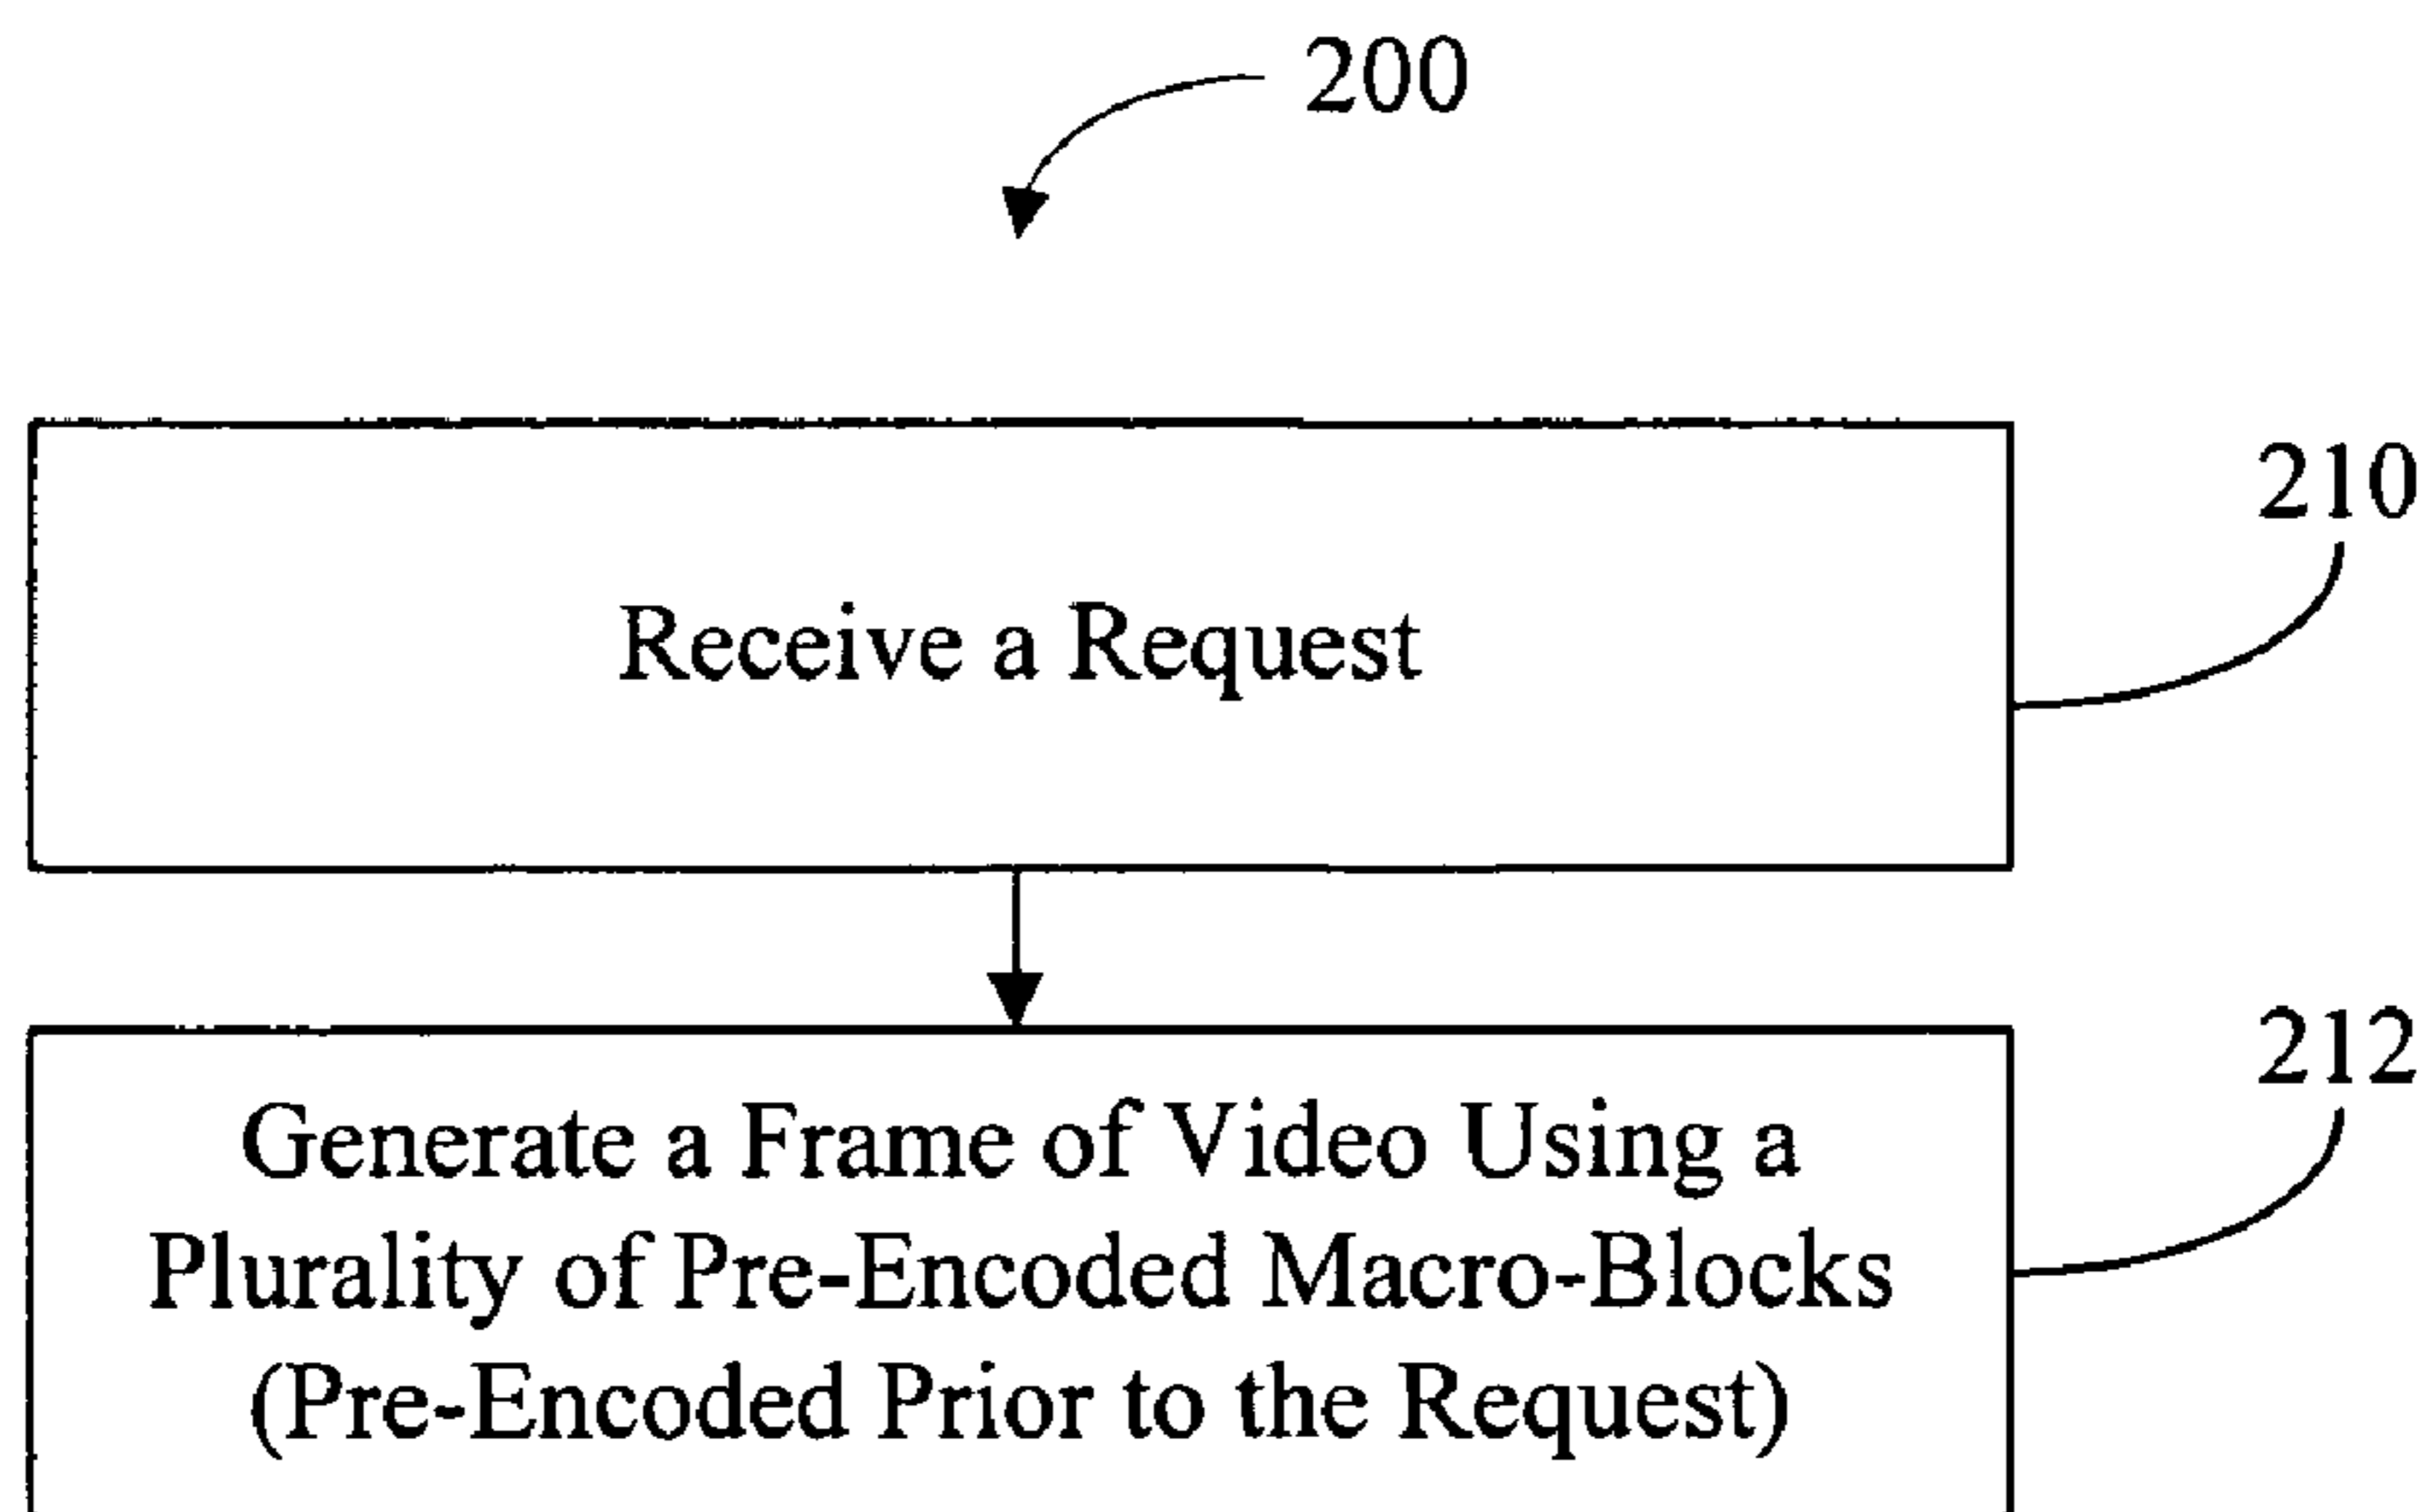 200
210
Receive a Request
212
Generate a Frame of Video Using a
Plurality of Pre-Encoded Macro-Blocks
(Pre-Encoded Prior to the Request)